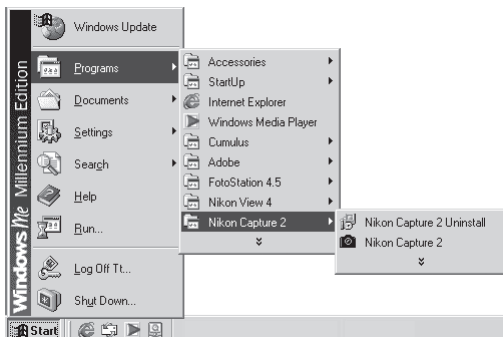 Windows Me Millennium Edition
Windows Update
Programs
Documents
Settings
Search
Help
Run...
Log Off Tt...
Shut Down...
Start
Accessories
StartUp
Internet Explorer
Windows Media Player
Cumulus
Adobe
FotoStation 4.5
Nikon View 4
Nikon Capture 2
Nikon Capture 2 Uninstall
Nikon Capture 2